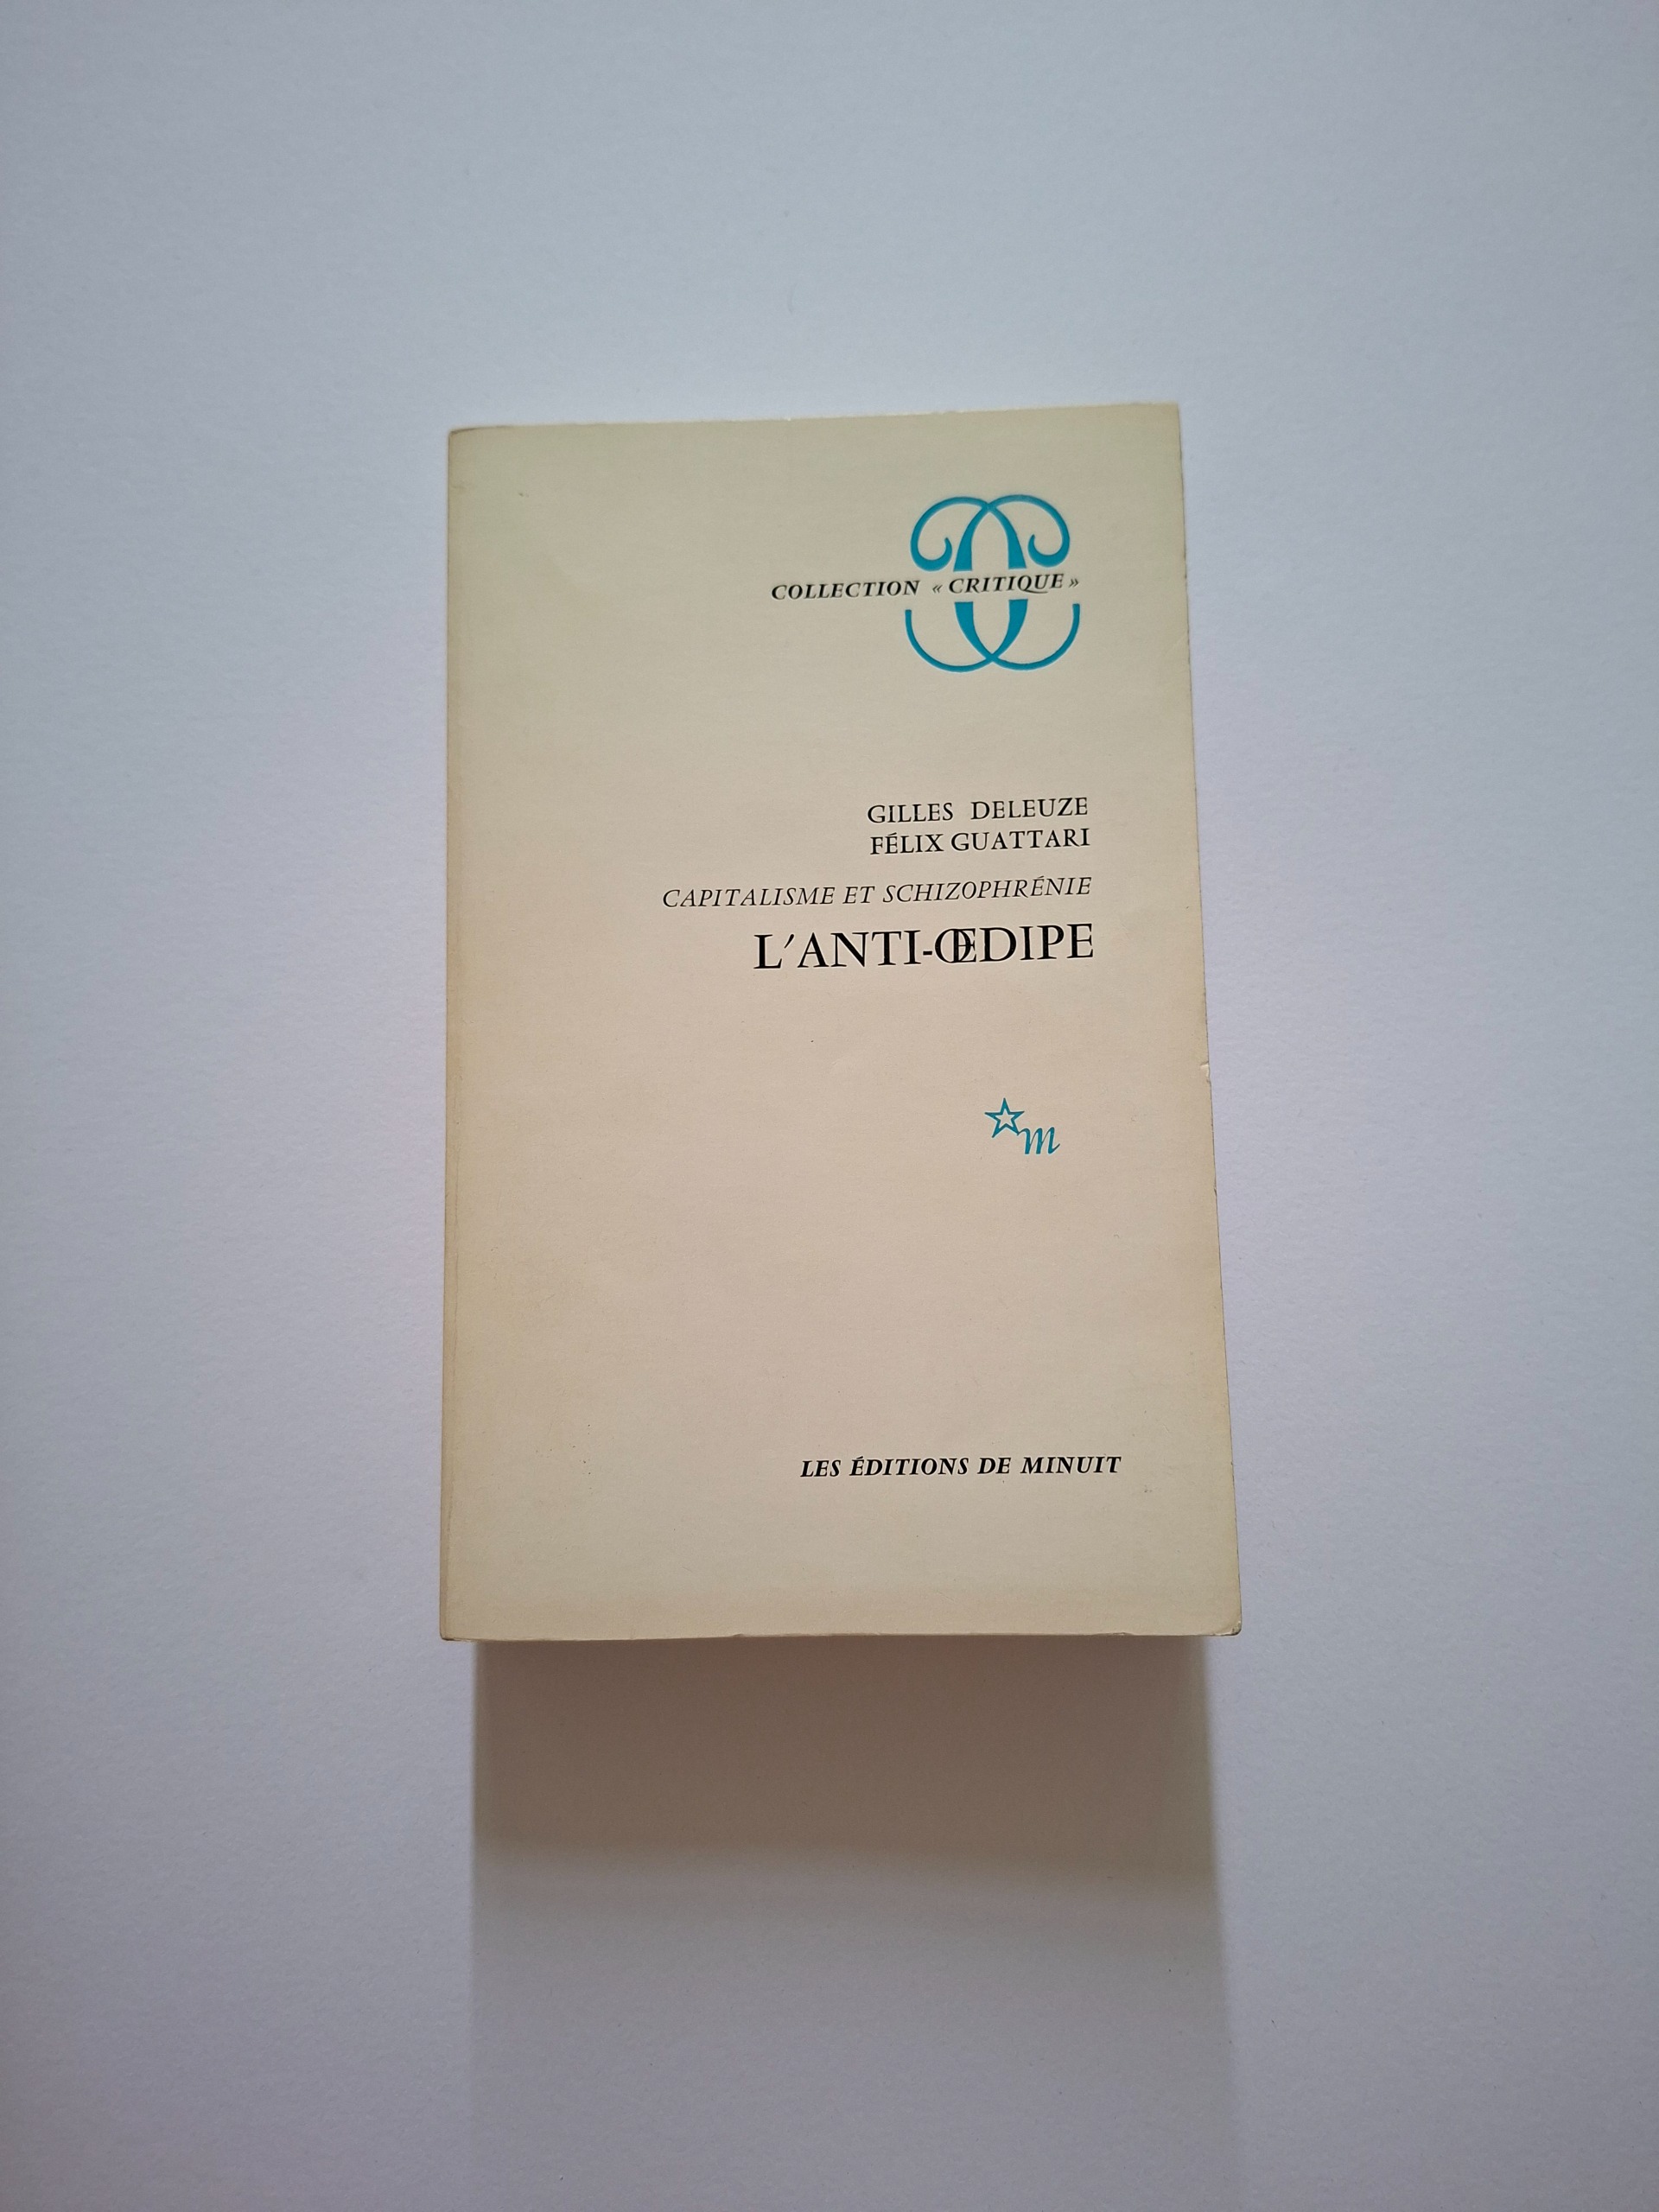 COLLECTION « CRITIQUE »
GILLES DELEUZE
FÉLIX GUATTARI
CAPITALISME ET SCHIZOPHRÉNIE
L'ANTI-ŒDIPE
m
LES ÉDITIONS DE MINUIT